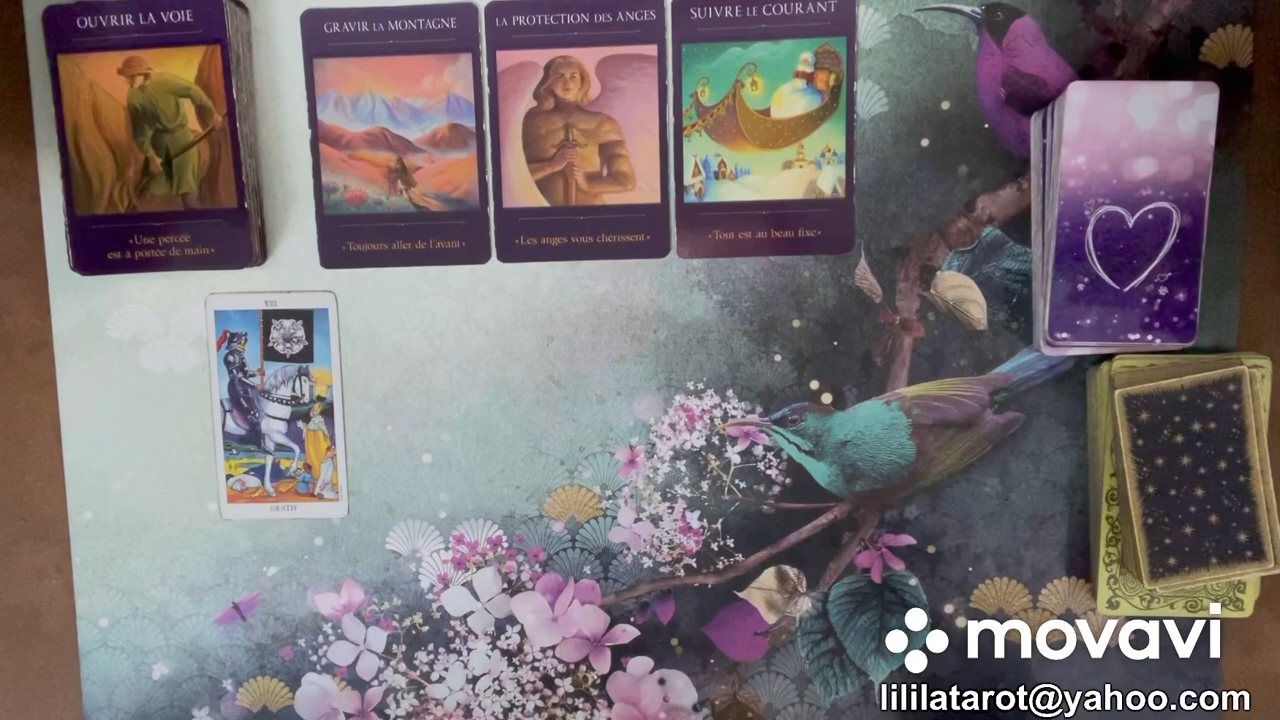 OUVRIR LA VOIE
«Une percée
est à portée de main»
GRAVIR LA MONTAGNE
«Toujours aller de l'avant»
LA PROTECTION DES ANGES
«Les anges vous chérissent»
SUIVRE LE COURANT
«Tout est au beau fixe»
XIII
DEATH
movavi
lililatarot@yahoo.com